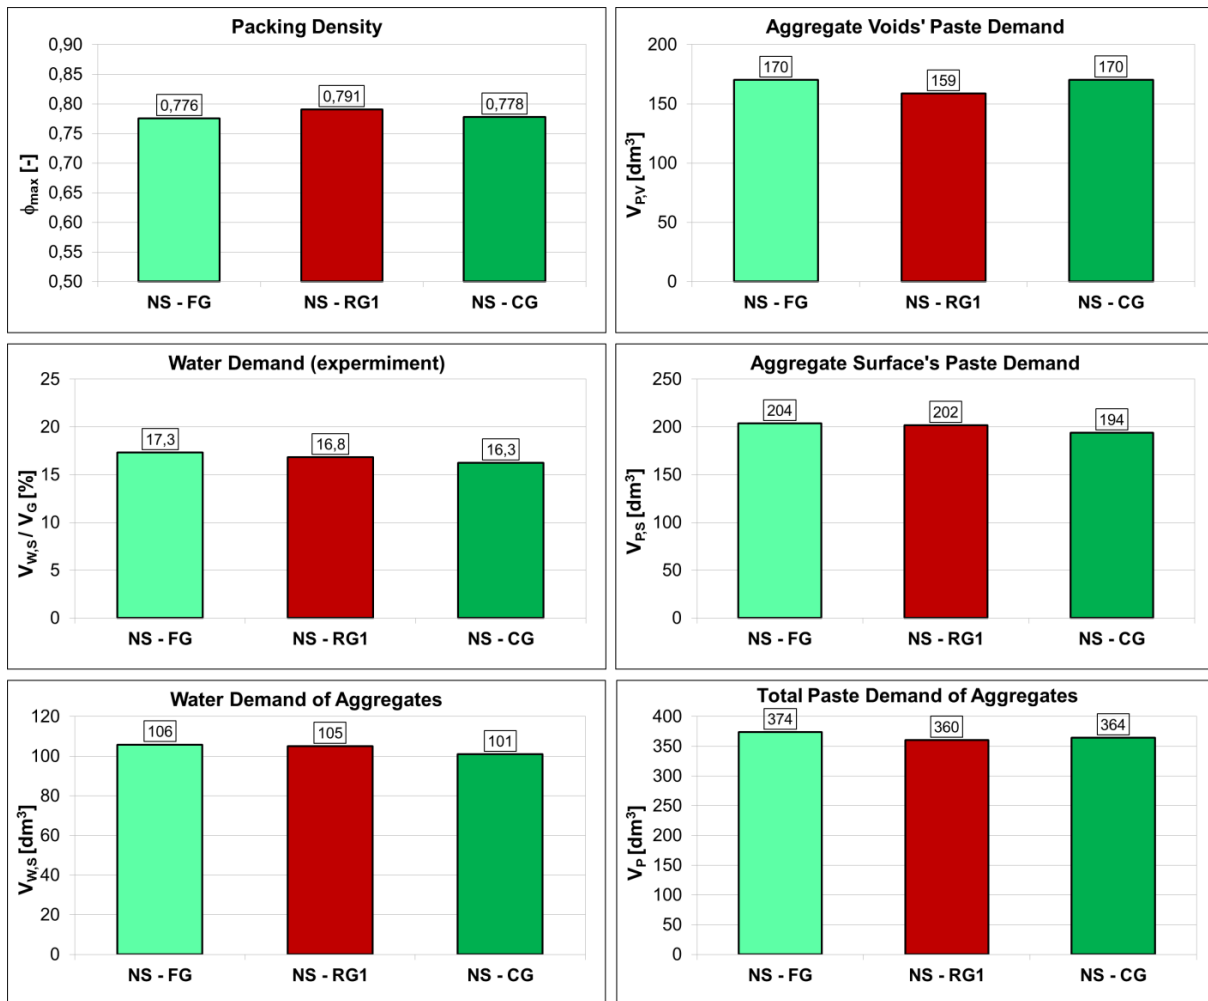 Packing Density
ϕmax [-]
0,90
0,85
0,80
0,75
0,70
0,65
0,60
0,55
0,50
0,776
0,791
0,778
NS - FG
NS - RG1
NS - CG
Aggregate Voids' Paste Demand
VP,V [dm³]
200
150
100
50
0
170
159
170
NS - FG
NS - RG1
NS - CG
Water Demand (expermiment)
VW,S / VG [%]
25
20
15
10
5
0
17,3
16,8
16,3
NS - FG
NS - RG1
NS - CG
Aggregate Surface's Paste Demand
VP,S [dm³]
250
200
150
100
50
0
204
202
194
NS - FG
NS - RG1
NS - CG
Water Demand of Aggregates
VW,S [dm³]
120
100
80
60
40
20
0
106
105
101
NS - FG
NS - RG1
NS - CG
Total Paste Demand of Aggregates
VP [dm³]
400
350
300
250
200
150
100
50
0
374
360
364
NS - FG
NS - RG1
NS - CG